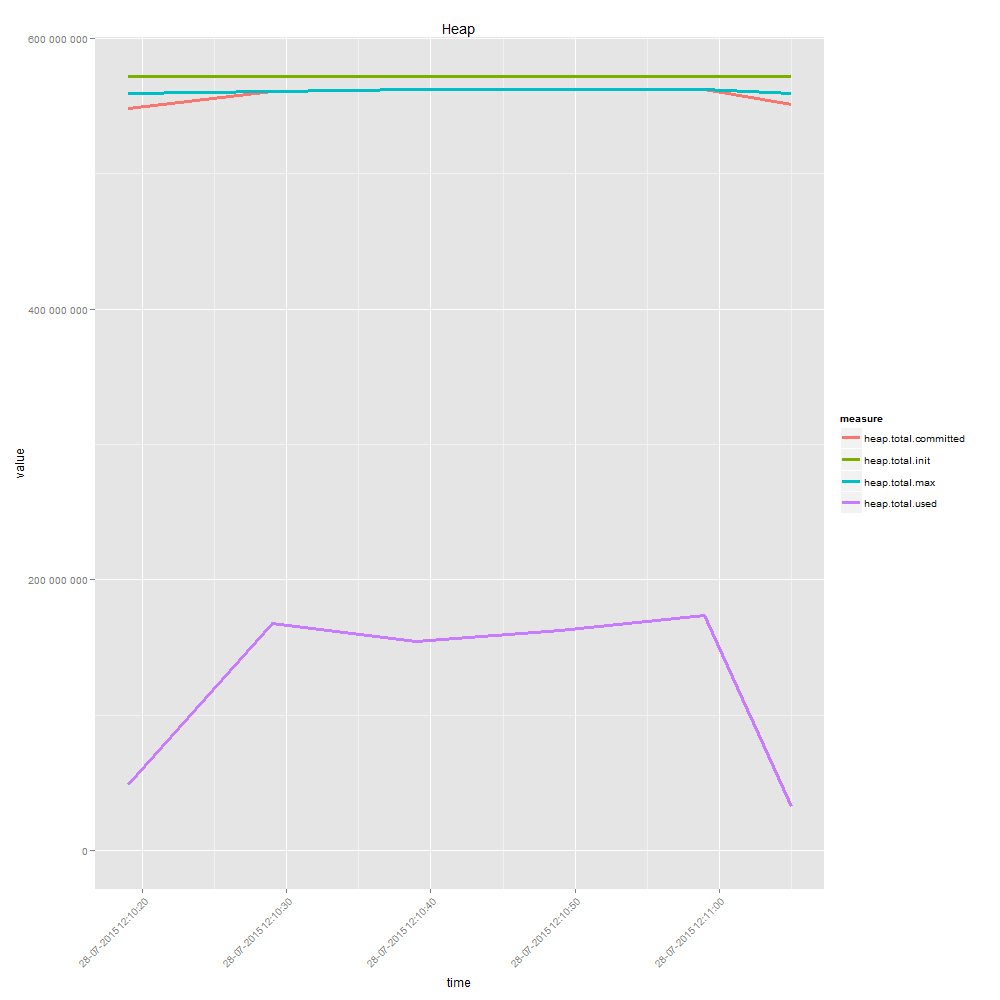 Heap
600 000 000
400 000 000
200 000 000
0
value
28-07-2015 12:10:20
28-07-2015 12:10:30
28-07-2015 12:10:40
28-07-2015 12:10:50
28-07-2015 12:11:00
time
measure
heap.total.committed
heap.total.init
heap.total.max
heap.total.used